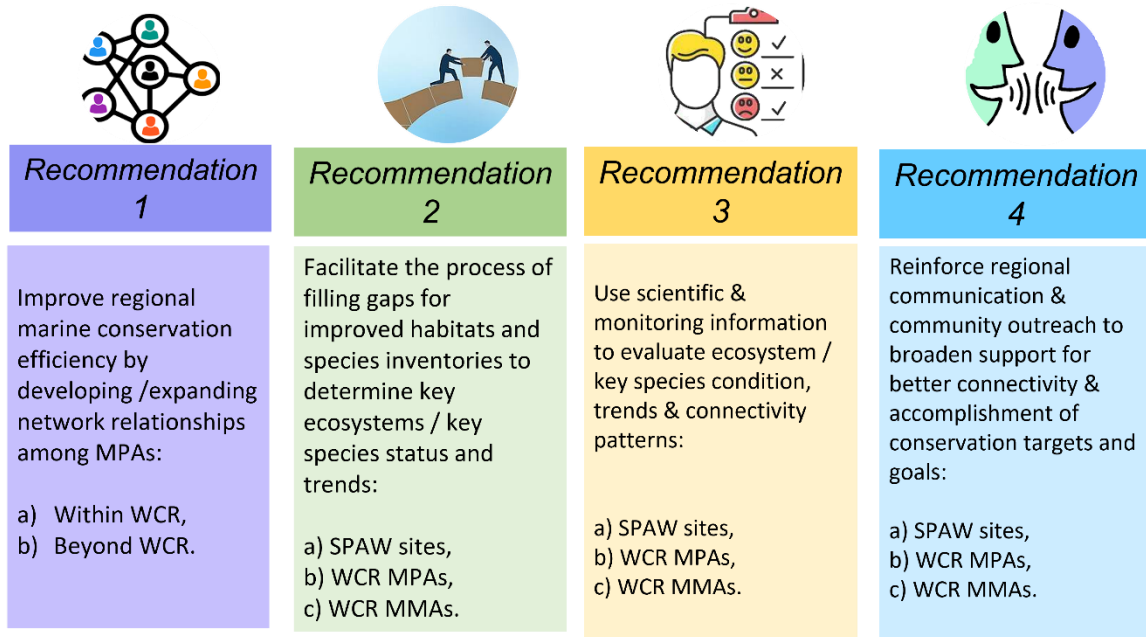 Recommendation
1
Improve regional
marine conservation
efficiency by
developing /expanding
network relationships
among MPAs:
a) Within WCR,
b) Beyond WCR.
Recommendation
2
Facilitate the process of
filling gaps for
improved habitats and
species inventories to
determine key
ecosystems / key
species status and
trends:
a) SPAW sites,
b) WCR MPAs,
c) WCR MMAs.
Recommendation
3
Use scientific &
monitoring information
to evaluate ecosystem /
key species condition,
trends & connectivity
patterns:
a) SPAW sites,
b) WCR MPAs,
c) WCR MMAs.
Recommendation
4
Reinforce regional
communication &
community outreach to
broaden support for
better connectivity &
accomplishment of
conservation targets and
goals:
a) SPAW sites,
b) WCR MPAs,
c) WCR MMAs.